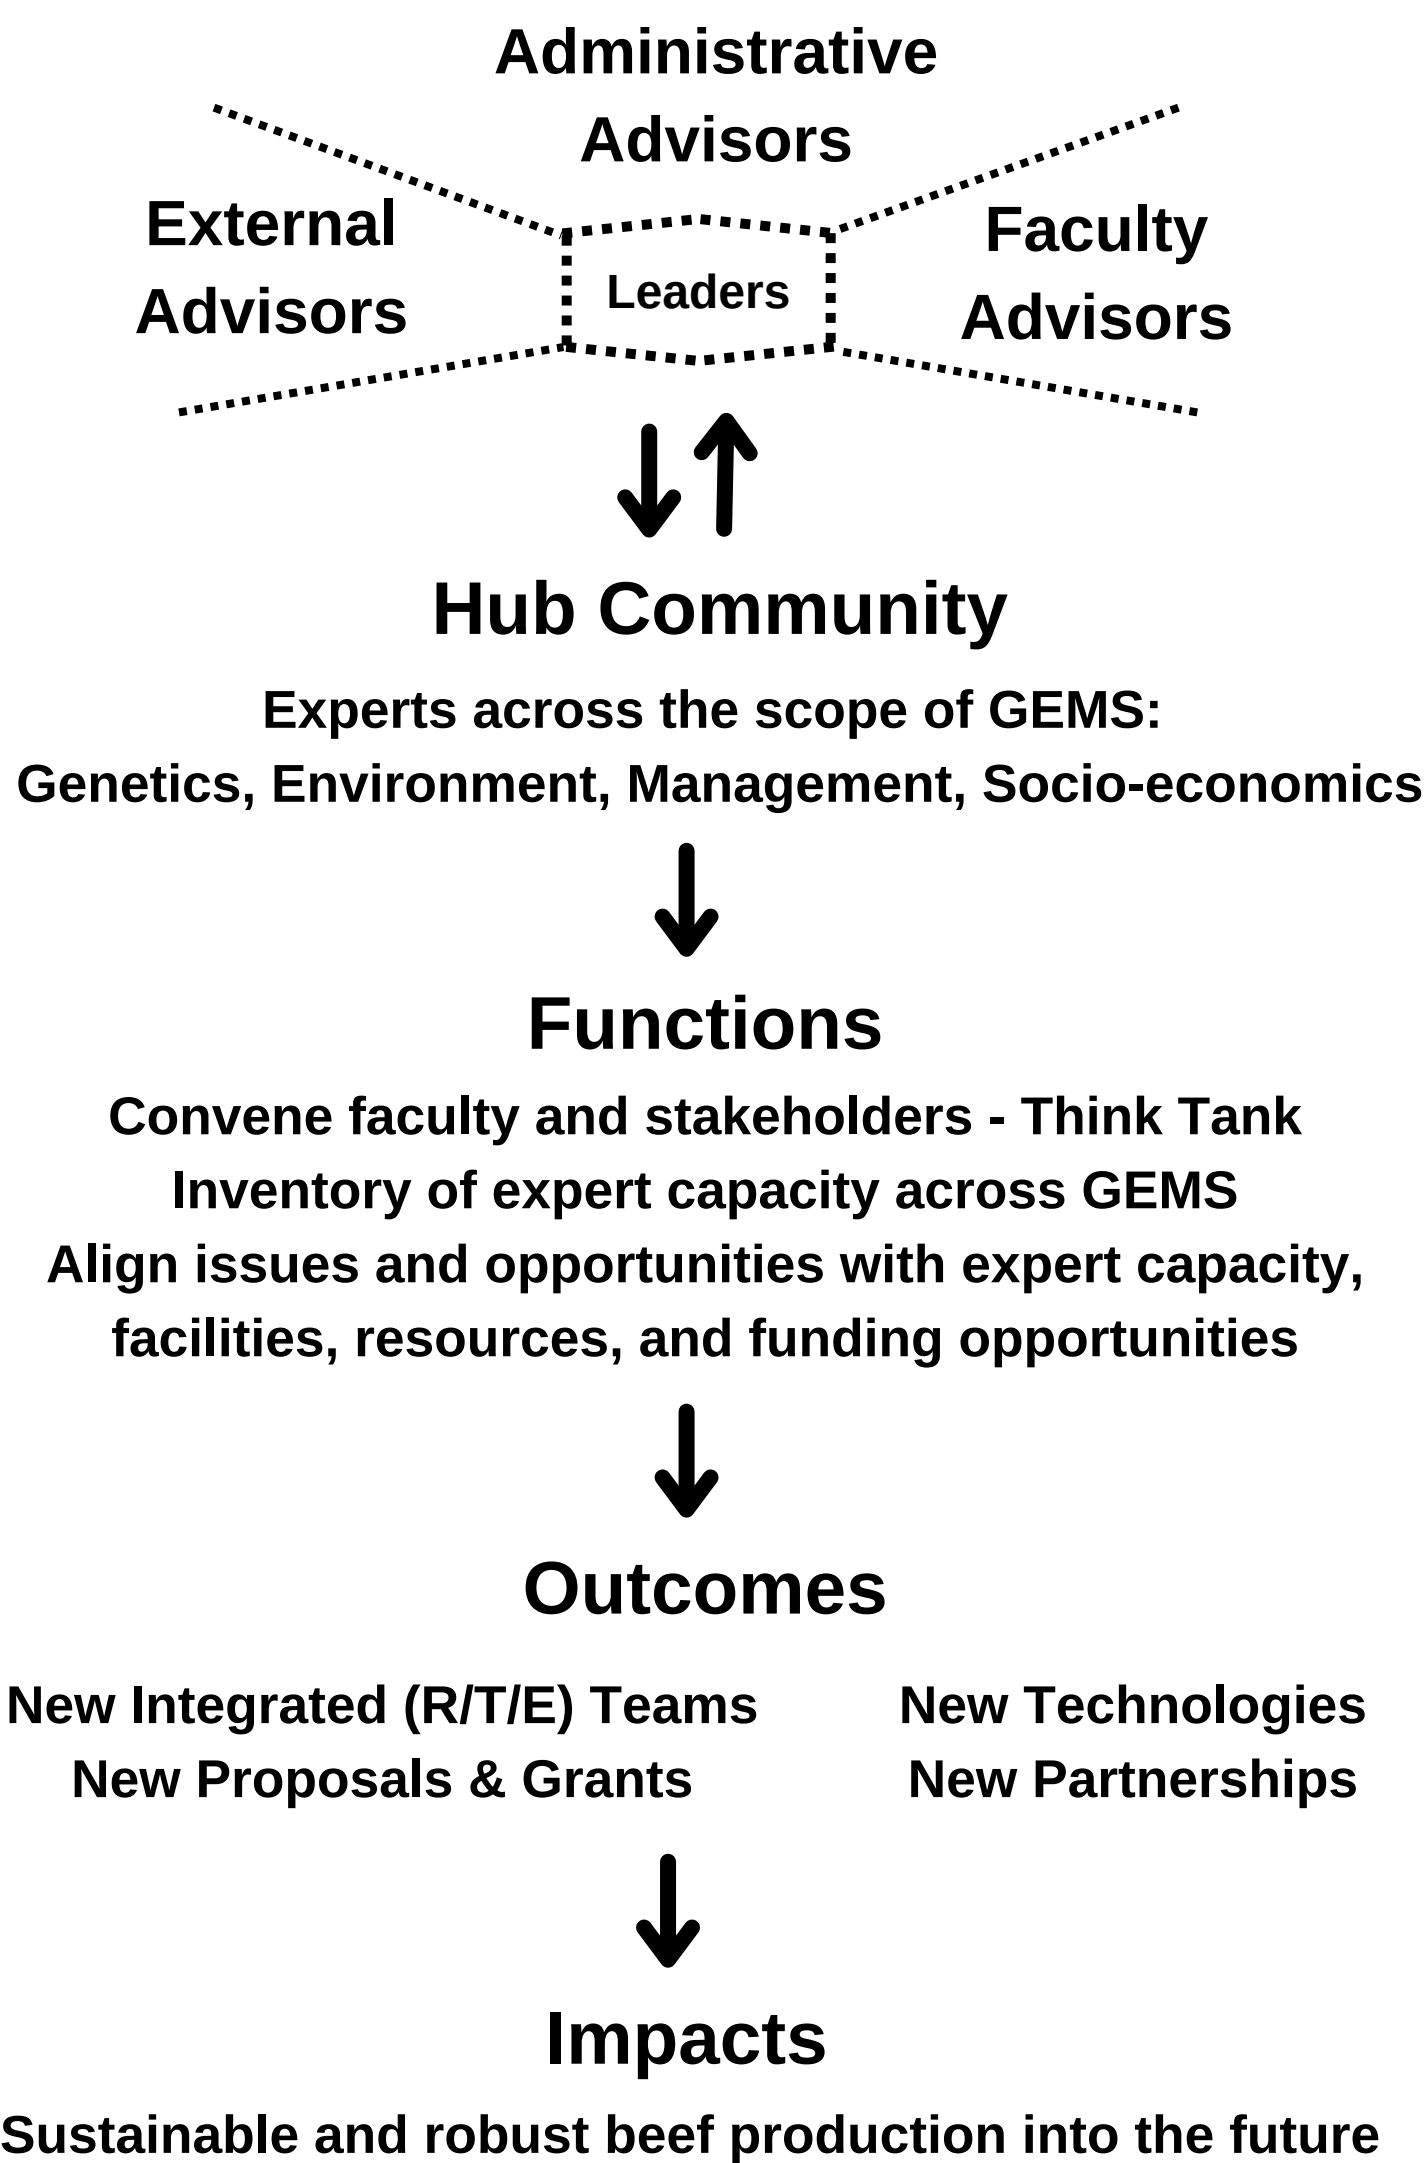 Administrative
Advisors
External
Advisors
Leaders
Faculty
Advisors
Hub Community
Experts across the scope of GEMS:
Genetics, Environment, Management, Socio-economics
Functions
Convene faculty and stakeholders - Think Tank
Inventory of expert capacity across GEMS
Align issues and opportunities with expert capacity,
facilities, resources, and funding opportunities
Outcomes
New Integrated (R/T/E) Teams
New Proposals & Grants
New Technologies
New Partnerships
Impacts
Sustainable and robust beef production into the future